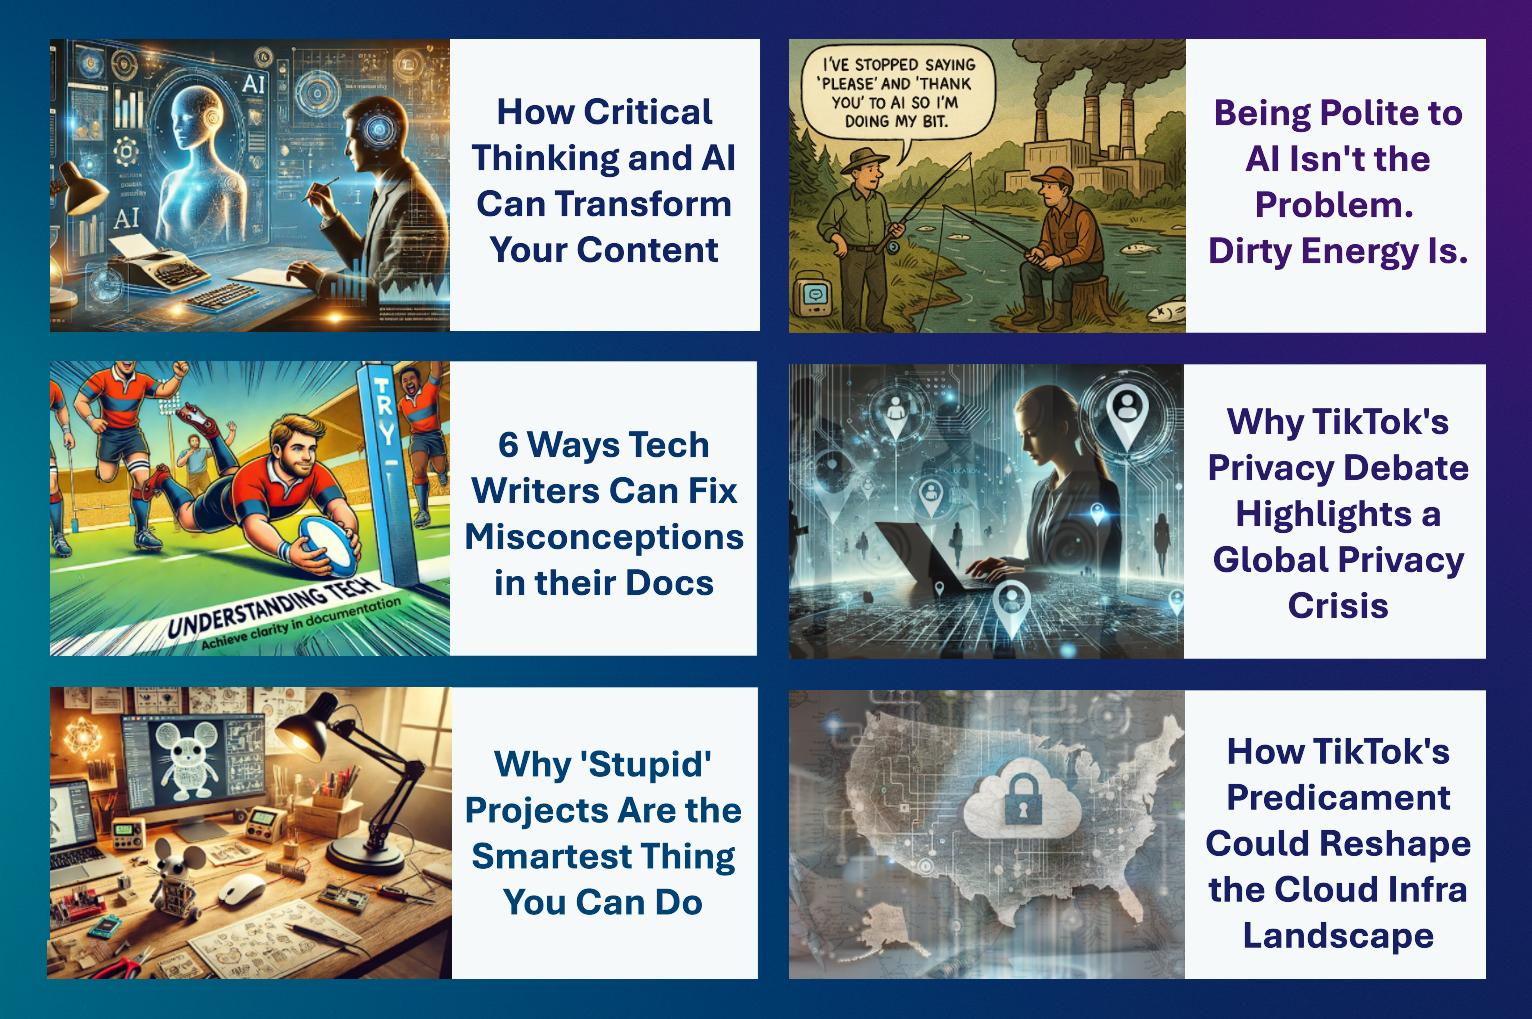 AI
AI
How Critical
Thinking and AI
Can Transform
Your Content
I'VE STOPPED SAYING
'PLEASE' AND 'THANK
YOU' TO AI SO I'M
DOING MY BIT.
Being Polite to
AI Isn't the
Problem.
Dirty Energy Is.
TRY
UNDERSTANDING TECH
Achieve clarity in documentation
6 Ways Tech
Writers Can Fix
Misconceptions
in their Docs
LOCATION
Why TikTok's
Privacy Debate
Highlights a
Global Privacy
Crisis
Why 'Stupid'
Projects Are the
Smartest Thing
You Can Do
How TikTok's
Predicament
Could Reshape
the Cloud Infra
Landscape